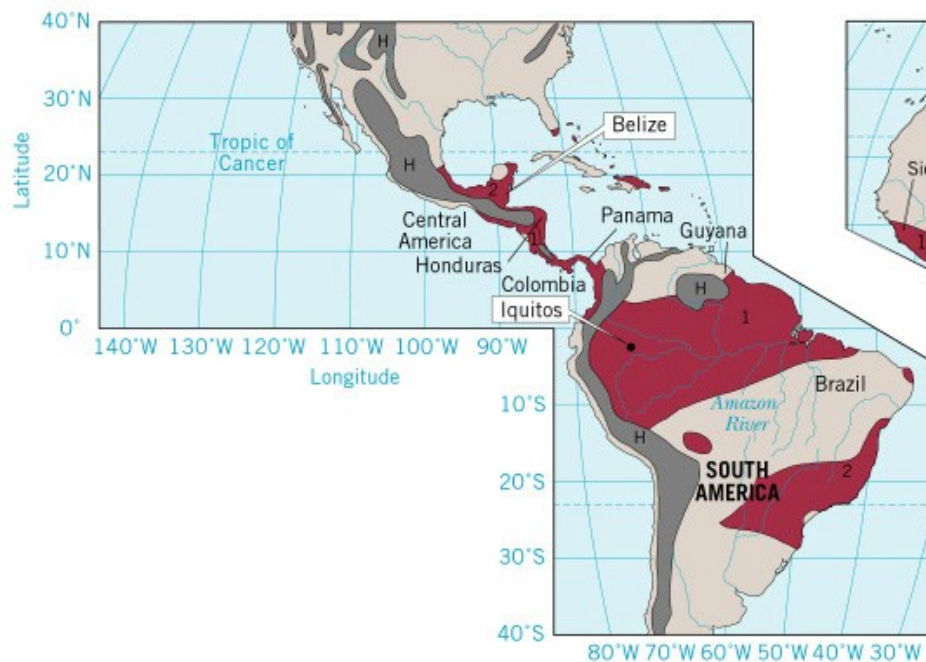 40°N
30°N
20°N
10°N
0°
Latitude
Tropic of
Cancer
H
H
2
Belize
Central
America
Honduras
1
Panama
Guyana
Colombia
Iquitos
H
1
140°W 130°W 120°W 110°W 100°W 90°W
Longitude
10°S
20°S
30°S
40°S
Brazil
Amazon
River
H
SOUTH
AMERICA
2
80°W 70°W 60°W 50°W 40°W 30°W
1